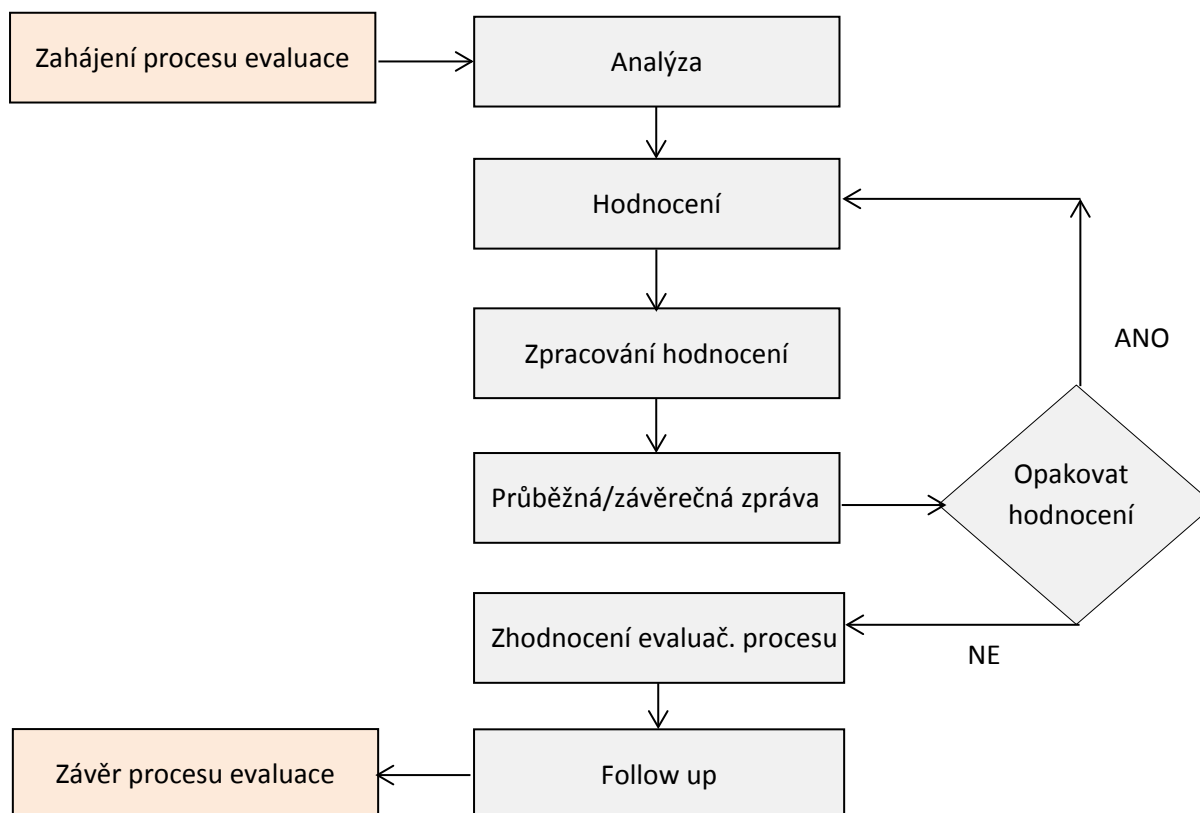 Zahájení procesu evaluace
Analýza
Hodnocení
Zpracování hodnocení
ANO
Průběžná/závěrečná zpráva
Opakovat
hodnocení
Zhodnocení evaluač. procesu
NE
Follow up
Závěr procesu evaluace